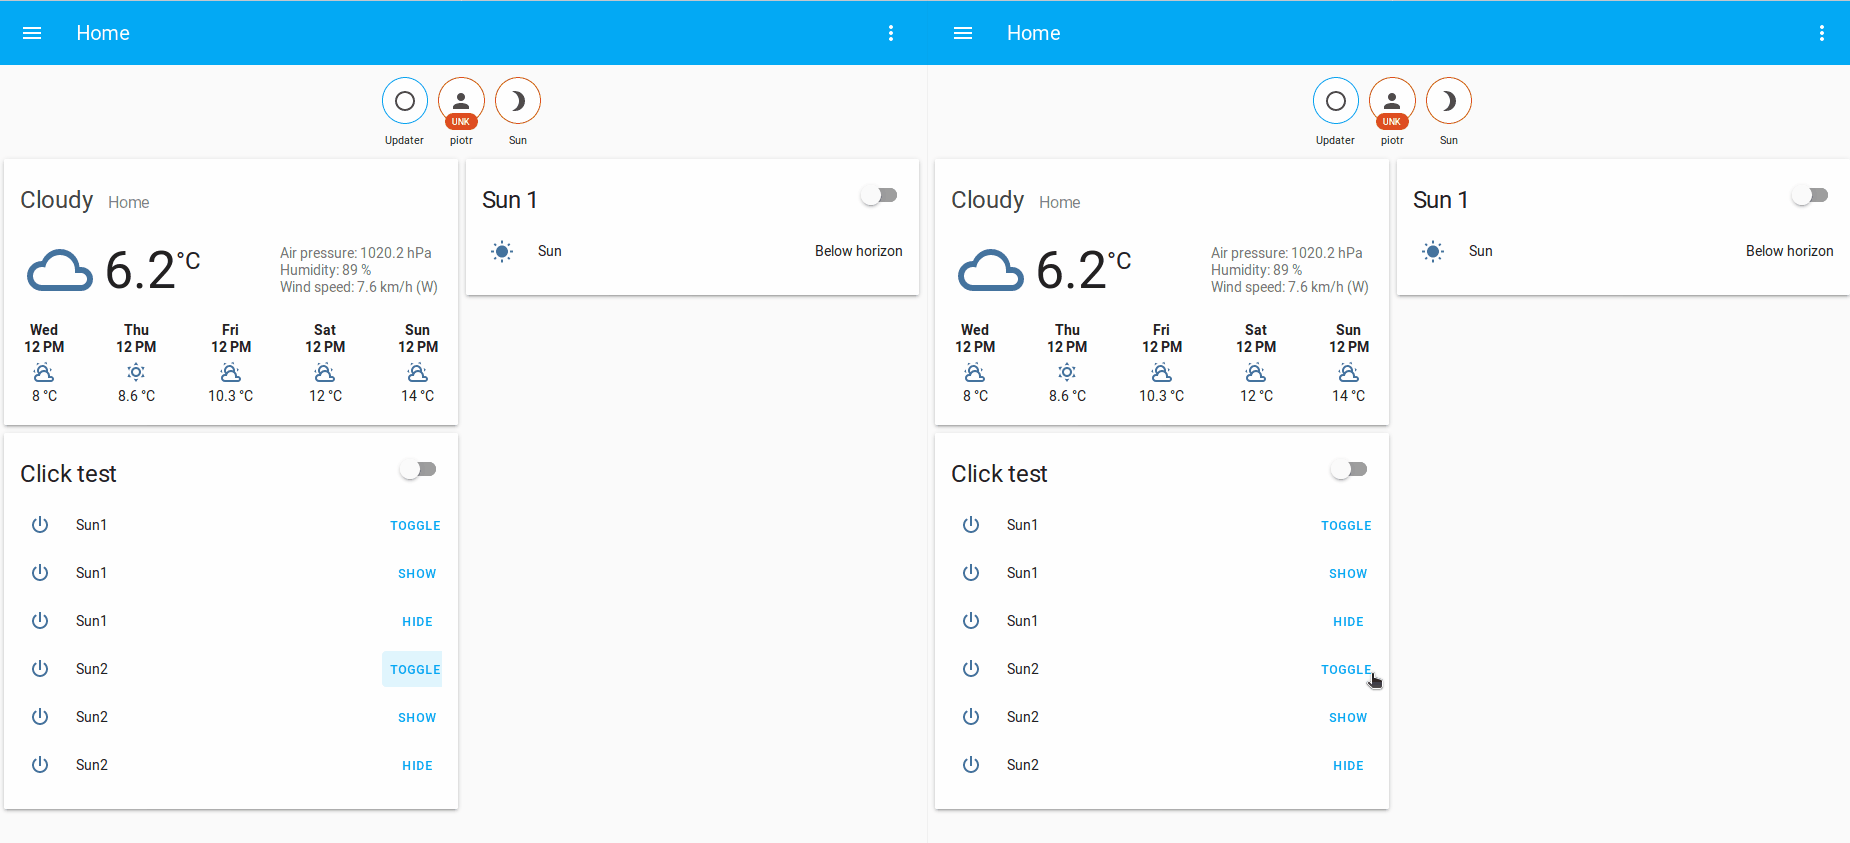 Home
UNK
Updater piotr Sun
Cloudy Home
6.2°C
Air pressure: 1020.2 hPa
Humidity: 89 %
Wind speed: 7.6 km/h (W)
Wed Thu Fri Sat Sun
12 PM 12 PM 12 PM 12 PM 12 PM
8 °C 8.6 °C 10.3 °C 12 °C 14 °C
Sun 1
Sun Below horizon
Click test
Sun1 TOGGLE
Sun1 SHOW
Sun1 HIDE
Sun2 TOGGLE
Sun2 SHOW
Sun2 HIDE
Home
UNK
Updater piotr Sun
Cloudy Home
6.2°C
Air pressure: 1020.2 hPa
Humidity: 89 %
Wind speed: 7.6 km/h (W)
Wed Thu Fri Sat Sun
12 PM 12 PM 12 PM 12 PM 12 PM
8 °C 8.6 °C 10.3 °C 12 °C 14 °C
Sun 1
Sun Below horizon
Click test
Sun1 TOGGLE
Sun1 SHOW
Sun1 HIDE
Sun2 TOGGLE
Sun2 SHOW
Sun2 HIDE